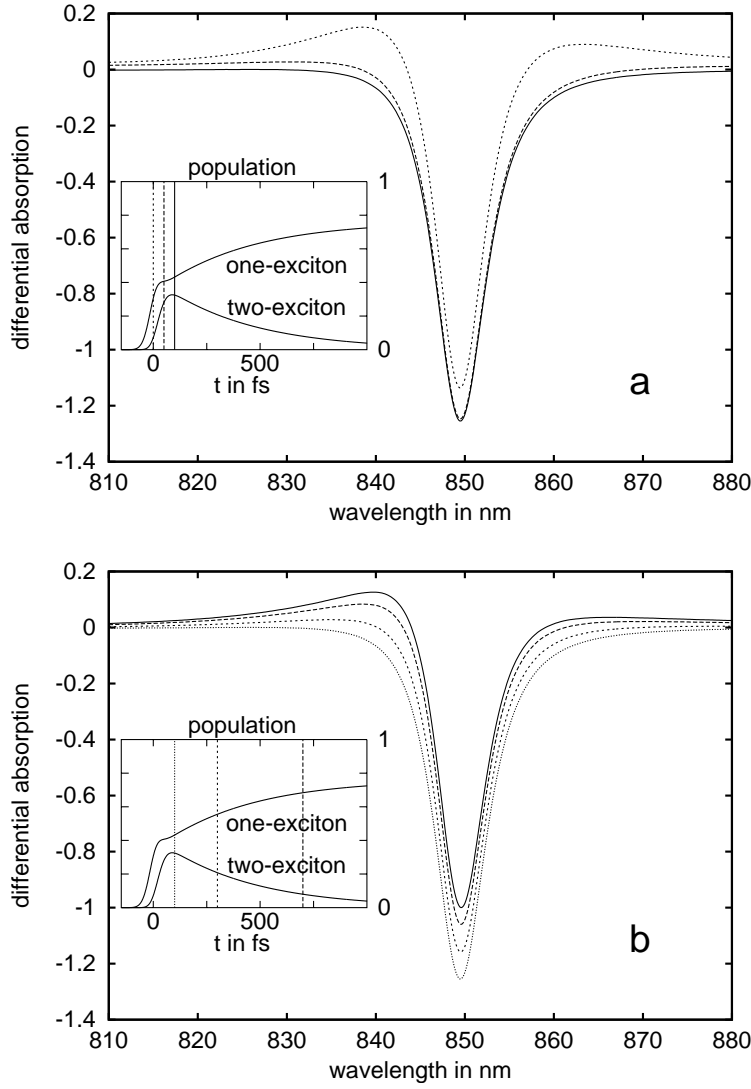 0.2
0
-0.2
-0.4
-0.6
-0.8
-1
-1.2
-1.4
differential absorption
population
1
one-exciton
two-exciton
0
0 500
t in fs
a
810 820 830 840 850 860 870 880
wavelength in nm
0.2
0
-0.2
-0.4
-0.6
-0.8
-1
-1.2
-1.4
differential absorption
population
1
one-exciton
two-exciton
0
0 500
t in fs
b
810 820 830 840 850 860 870 880
wavelength in nm